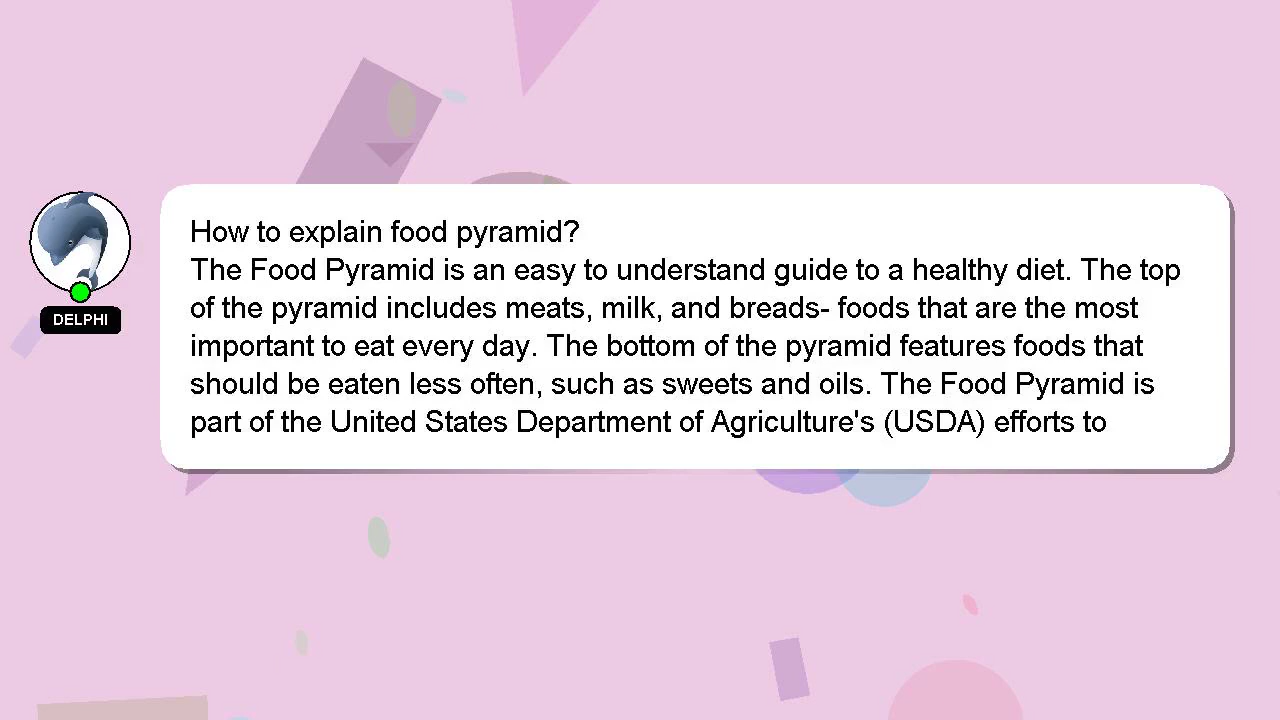 How to explain food pyramid?
The Food Pyramid is an easy to understand guide to a healthy diet. The top
of the pyramid includes meats, milk, and breads- foods that are the most
important to eat every day. The bottom of the pyramid features foods that
should be eaten less often, such as sweets and oils. The Food Pyramid is
part of the United States Department of Agriculture's (USDA) efforts to
DELPHI